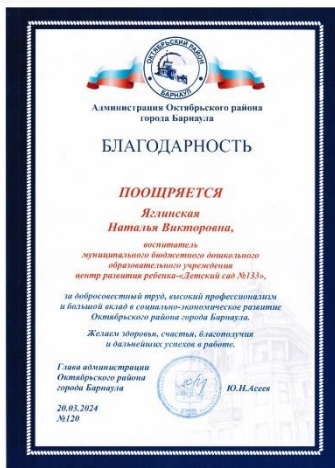 ОКТЯБРЬСКИЙ РАЙОН
БАРНАУЛ
Администрация Октябрьского района
города Барнаула
БЛАГОДАРНОСТЬ
ПООЩРЯЕТСЯ
Яглинская
Наталья Викторовна,
воспитатель
муниципального бюджетного дошкольного
образовательного учреждения
центр развития ребенка-«Детский сад №133»,
за добросовестный труд, высокий профессионализм
и большой вклад в социально-экономическое развитие
Октябрьского района города Барнаула.
Желаем здоровья, счастья, благополучия
и дальнейших успехов в работе.
Глава администрации
Октябрьского района
города Барнаула Ю.Н.Асеев
20.03.2024
№120